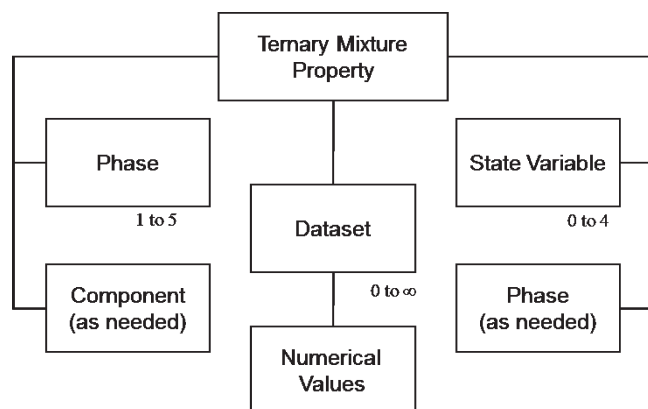 Ternary Mixture
Property
Phase
1 to 5
State Variable
0 to 4
Dataset
0 to ∞
Component
(as needed)
Phase
(as needed)
Numerical
Values